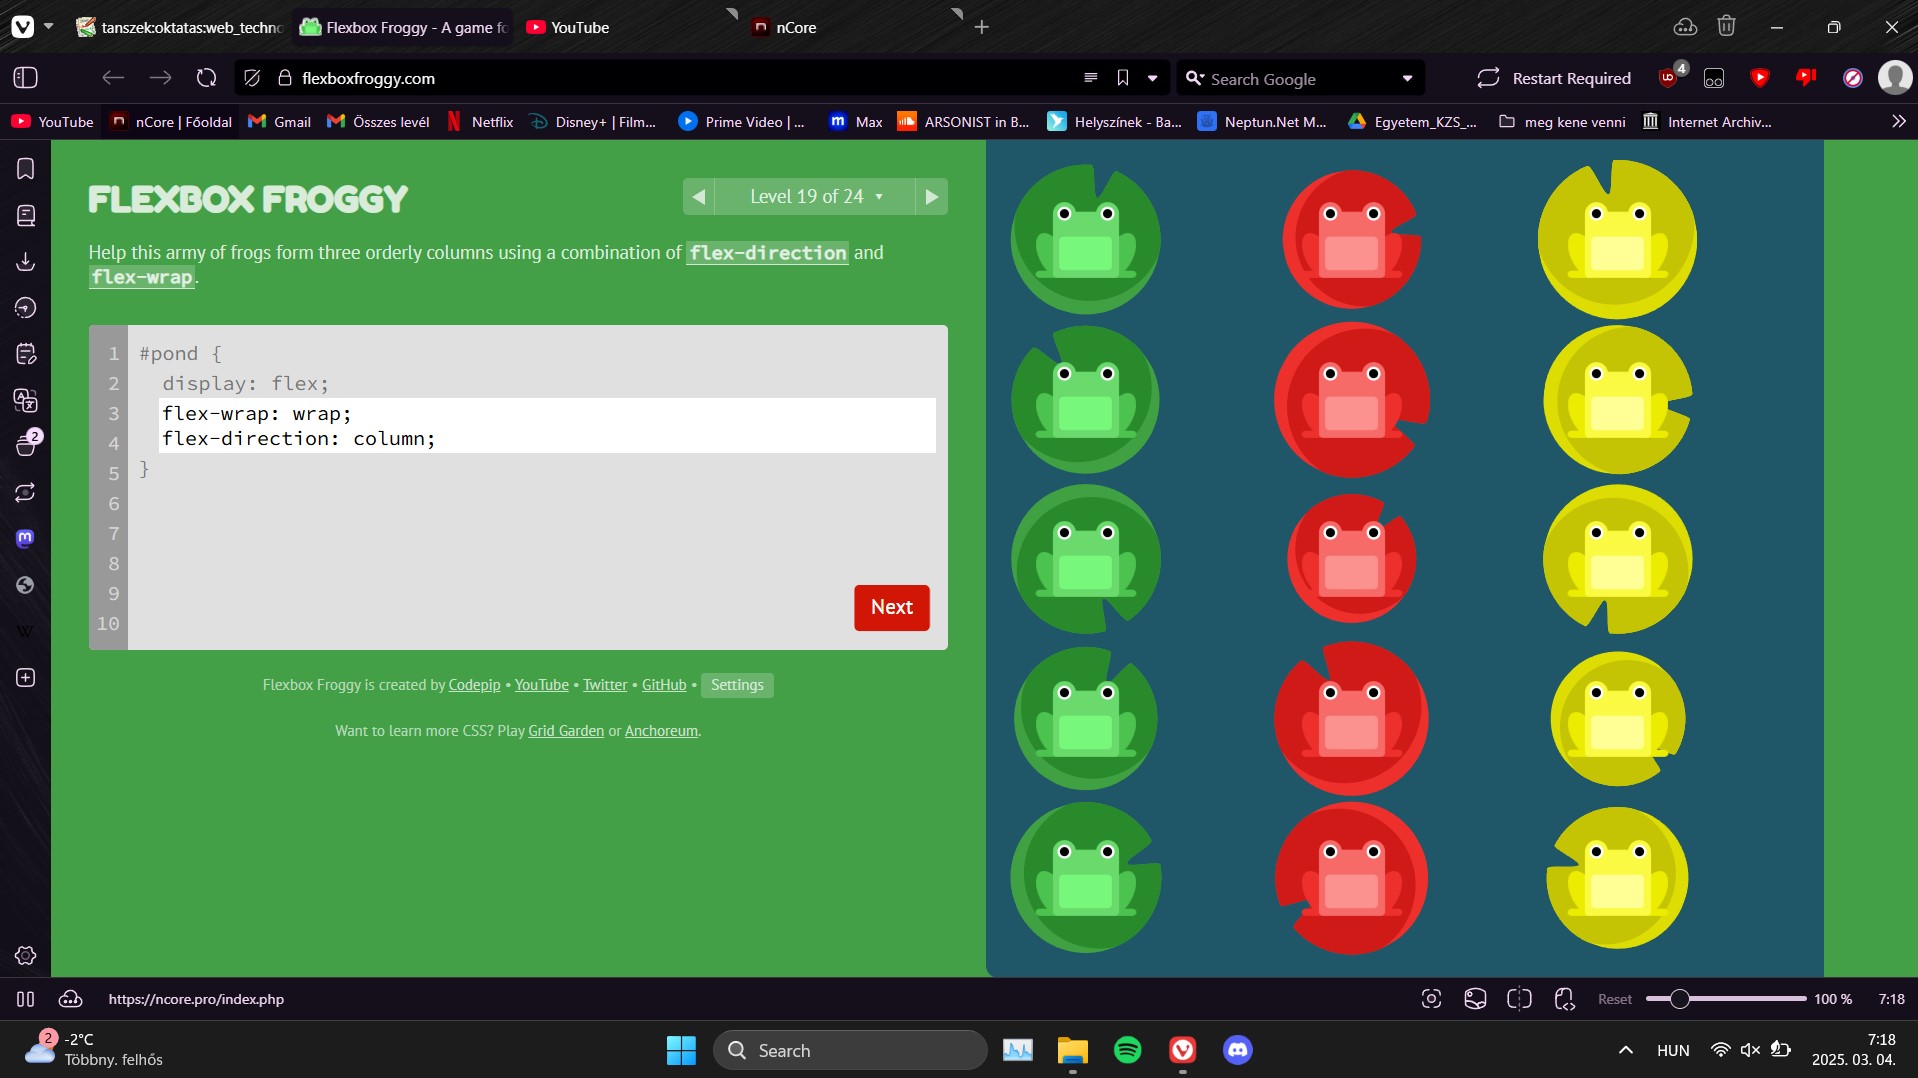 tanszek:oktatas:web_techno
Flexbox Froggy - A game fo
YouTube
nCore
flexboxfroggy.com
Search Google
Restart Required
4
YouTube
nCore | Főoldal
Gmail
Összes levél
Netflix
Disney+ | Film...
Prime Video | ...
Max
ARSONIST in B...
Helyszínek - Ba...
Neptun.Net M...
Egyetem_KZS_...
meg kene venni
Internet Archiv...
FLEXBOX FROGGY
Level 19 of 24
Help this army of frogs form three orderly columns using a combination of flex-direction and
flex-wrap.
1 #pond {
2 display: flex;
3 flex-wrap: wrap;
4 flex-direction: column;
5 }
6
7
8
9
10
Next
Flexbox Froggy is created by Codepip • YouTube • Twitter • GitHub • Settings
Want to learn more CSS? Play Grid Garden or Anchoreum.
2
https://ncore.pro/index.php
Reset
100 %
7:18
2
-2°C
Többny. felhős
Search
HUN
7:18
2025. 03. 04.